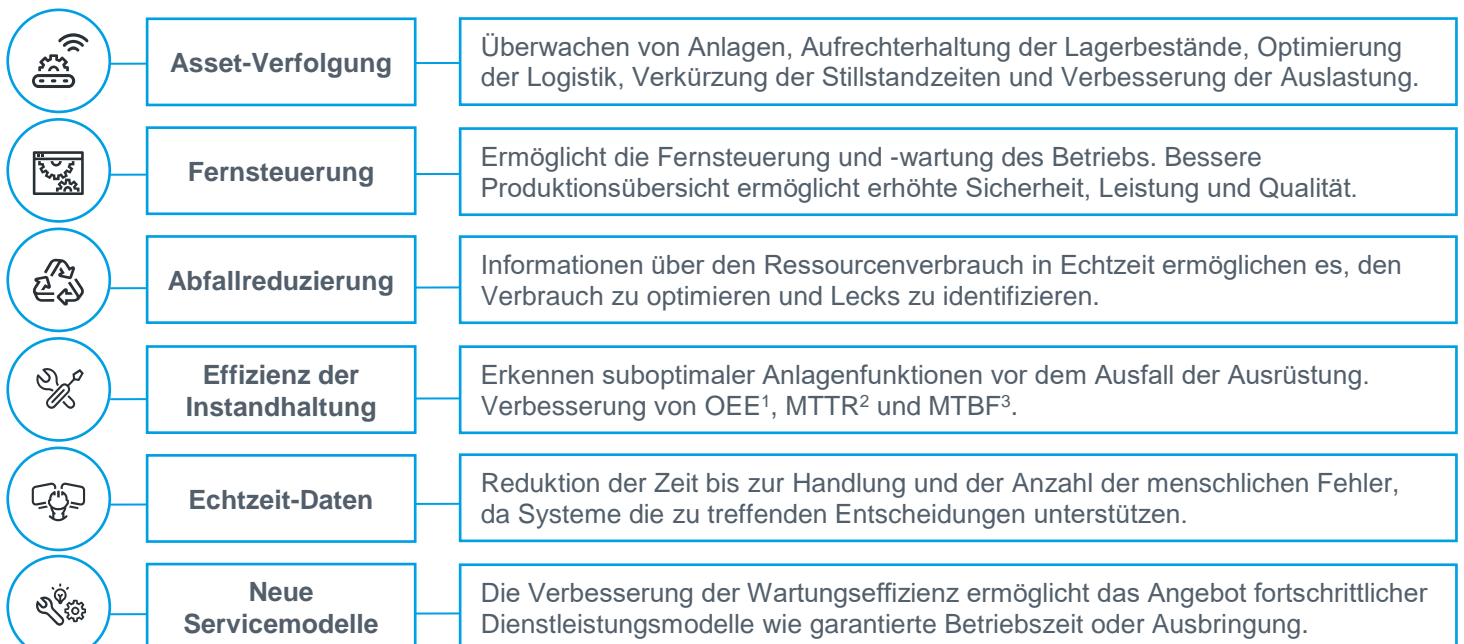 Asset-Verfolgung
Überwachen von Anlagen, Aufrechterhaltung der Lagerbestände, Optimierung
der Logistik, Verkürzung der Stillstandzeiten und Verbesserung der Auslastung.
Fernsteuerung
Ermöglicht die Fernsteuerung und -wartung des Betriebs. Bessere
Produktionsübersicht ermöglicht erhöhte Sicherheit, Leistung und Qualität.
Abfallreduzierung
Informationen über den Ressourcenverbrauch in Echtzeit ermöglichen es, den
Verbrauch zu optimieren und Lecks zu identifizieren.
Effizienz der
Instandhaltung
Erkennen suboptimaler Anlagenfunktionen vor dem Ausfall der Ausrüstung.
Verbesserung von OEE¹, MTTR² und MTBF³.
Echtzeit-Daten
Reduktion der Zeit bis zur Handlung und der Anzahl der menschlichen Fehler,
da Systeme die zu treffenden Entscheidungen unterstützen.
Neue
Servicemodelle
Die Verbesserung der Wartungseffizienz ermöglicht das Angebot fortschrittlicher
Dienstleistungsmodelle wie garantierte Betriebszeit oder Ausbringung.